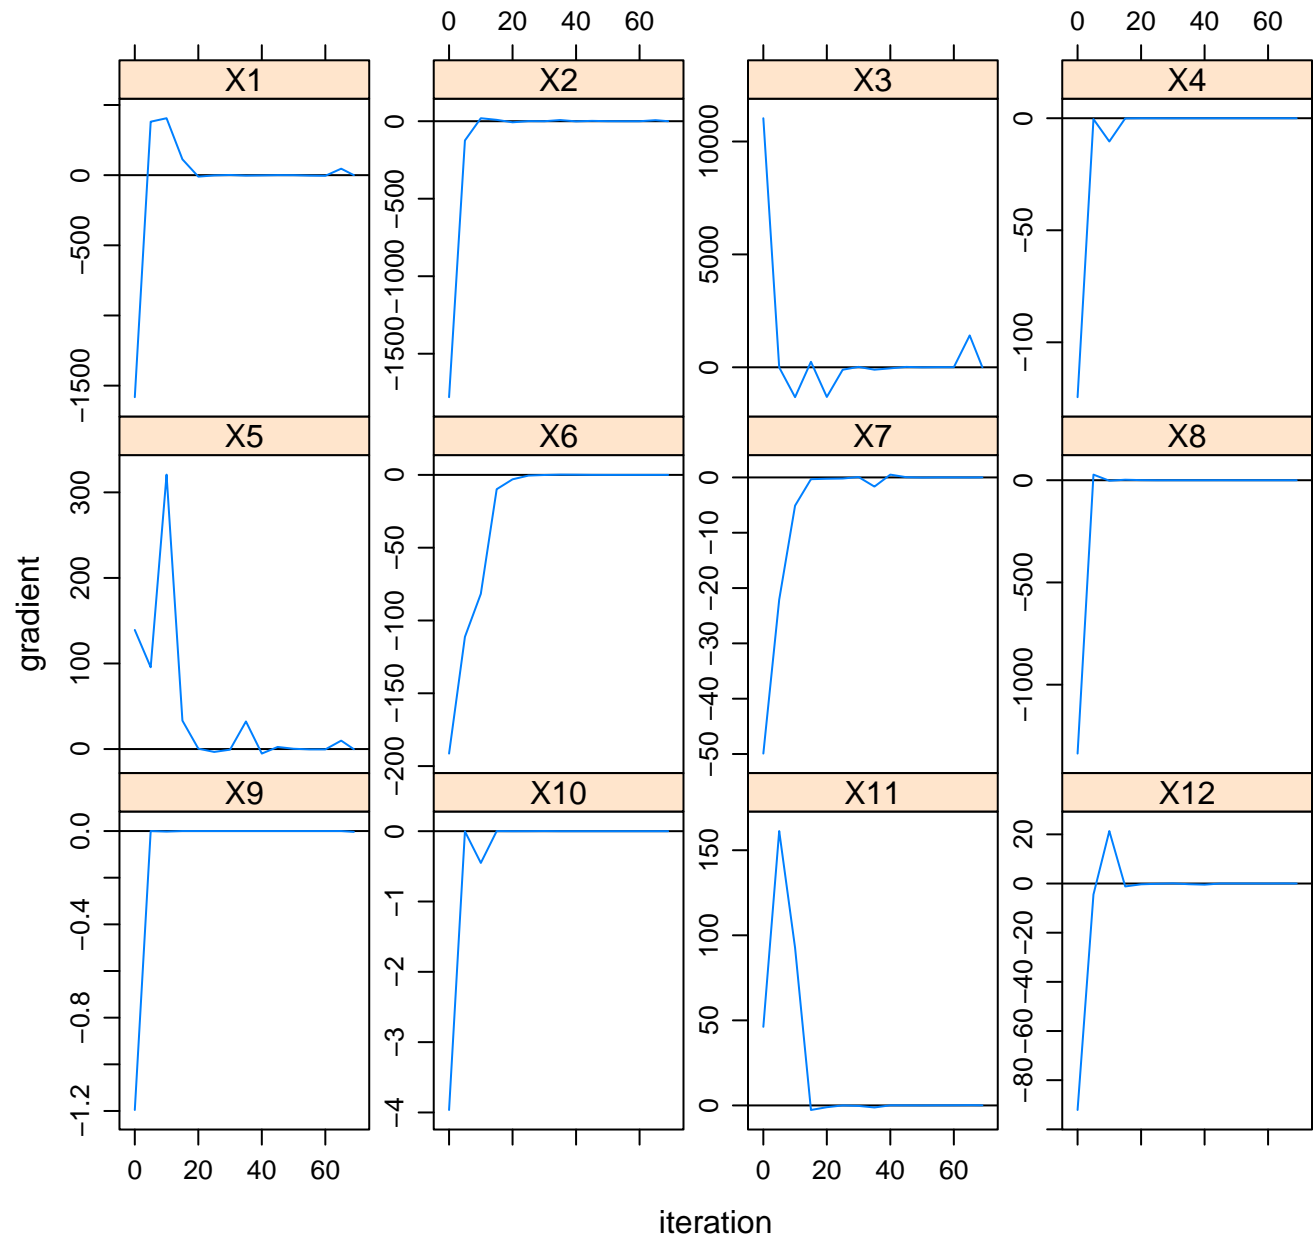 0 20 40 60 0 20 40 60
X1 X2 X3 X4
0 −500 −1500
0 −500 −1000 −1500
10000 5000 0
0 −50 −100
X5 X6 X7 X8
300 200 100 0
0 −50 −100 −150 −200
0 −10 −20 −30 −40 −50
0 −500 −1000
gradient
X9 X10 X11 X12
0.0 −0.4 −0.8 −1.2
0 −1 −2 −3 −4
150 100 50 0
20 0 −20 −40 −60 −80
0 20 40 60 0 20 40 60
iteration